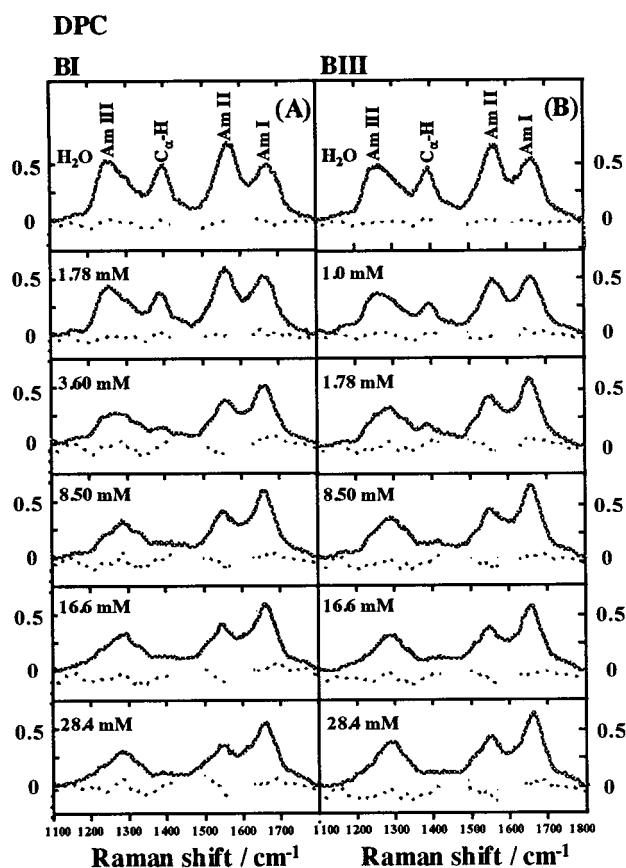 DPC
BI
BIII
(A)
(B)
H₂O
Am III
Cα-H
Am II
Am I
H₂O
Am III
Cα-H
Am II
Am I
0.5
0
0.5
0
1.78 mM
1.0 mM
0.5
0
0.5
0
3.60 mM
1.78 mM
0.5
0
0.5
0
8.50 mM
8.50 mM
0.5
0
0.5
0
16.6 mM
16.6 mM
0.5
0
0.5
0
28.4 mM
28.4 mM
0.5
0
0.5
0
1100 1200 1300 1400 1500 1600 1700
1100 1200 1300 1400 1500 1600 1700 1800
Raman shift / cm⁻¹
Raman shift / cm⁻¹